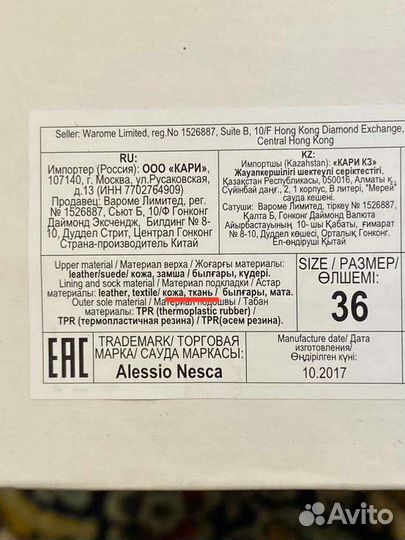 Seller: Warome Limited, reg.No 1526887, Suite B, 10/F Hong Kong Diamond Exchange,
Central Hong Kong
RU:
Импортер (Россия): ООО «КАРИ»,
107140, г. Москва, ул.Русаковская,
д.13 (ИНН 7702764909)
Продавец: Вароме Лимитед, рег.
№ 1526887, Сьют Б, 10/Ф Гонконг
Даймонд Эксчендж, Билдинг № 8-
10, Дуддел Стрит, Централ Гонконг
Страна-производитель Китай
KZ:
Импортшы (Kazahstan): «КАРИ КЗ»
Жауапкершілігі шектеулі серіктестігі,
Қазақстан Республикасы, 050016, Алматы қ.,
Сүйінбай даңғ., 2, 1 корпус, В литері, "Мерей"
сауда кешені.
Сатушы: Вароме Лимитед, тіркеу № 1526887,
Қалта Б, Гонконг Даймонд Валюта
Айырбастауының 10-шы Қабаты, ғимарат
№ 8-10, Дуддел көшесі, Орталық Гонконг.
Ел-өндіруші Қытай
Upper material / Материал верха / Жоғарғы материалы:
leather/suede/ кожа, замша / былғары, күдері.
Lining and sock material / Материал подкладки / Астар
материалы: leather, textile/ кожа, ткань / былғары, мата.
Outer sole material / Материал подошвы / Табан
материалы: TPR (thermoplastic rubber) /
TPR (термопластичная резина) / TPR(әсем резина).
SIZE / РАЗМЕР/
ӨЛШЕМІ:
36
EAC
TRADEMARK/ ТОРГОВАЯ
МАРКА/ САУДА МАРКАСЫ:
Alessio Nesca
Manufacture date/ Дата
изготовления/
Өңдірілген күні:
10.2017
Avito